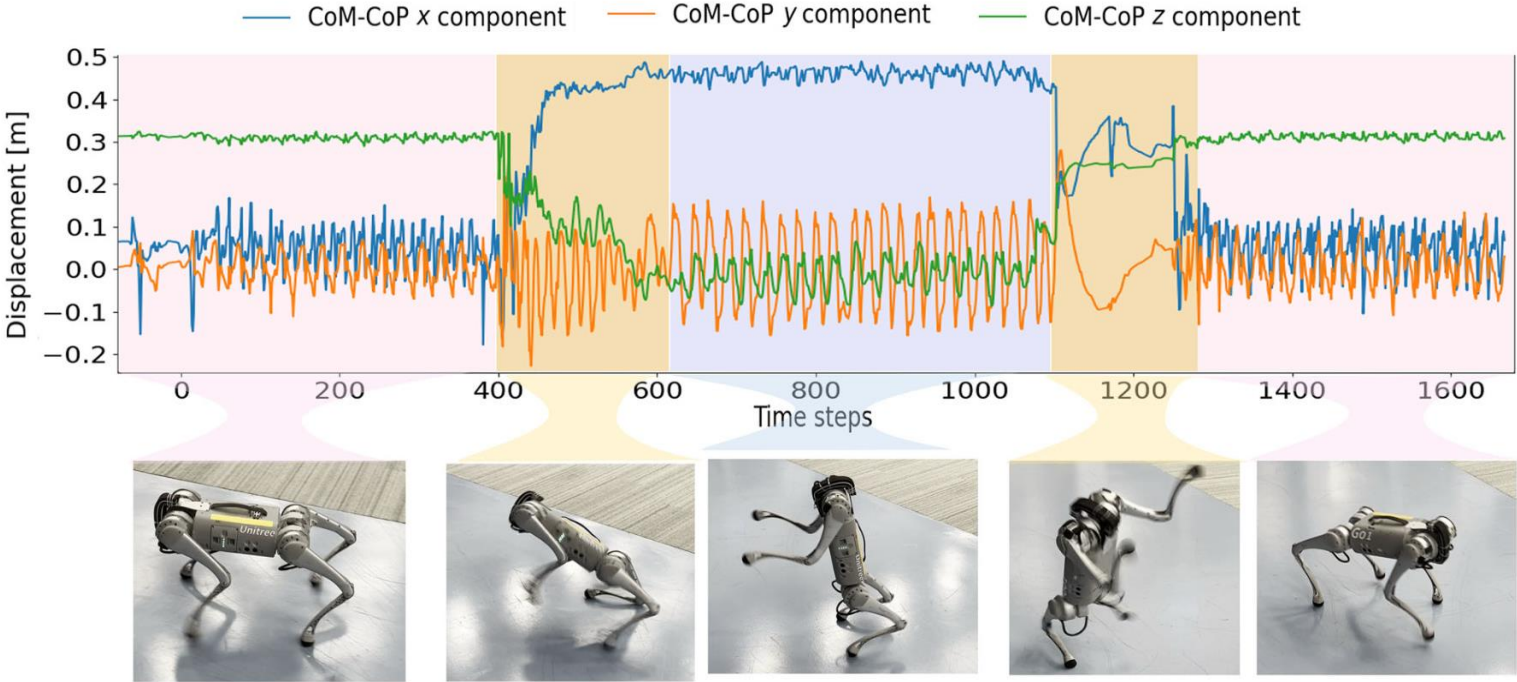 CoM-CoP x component CoM-CoP y component CoM-CoP z component
Displacement [m]
0.5
0.4
0.3
0.2
0.1
0.0
−0.1
−0.2
0 200 400 600 800 1000 1200 1400 1600
Time steps
Unitree
GO1